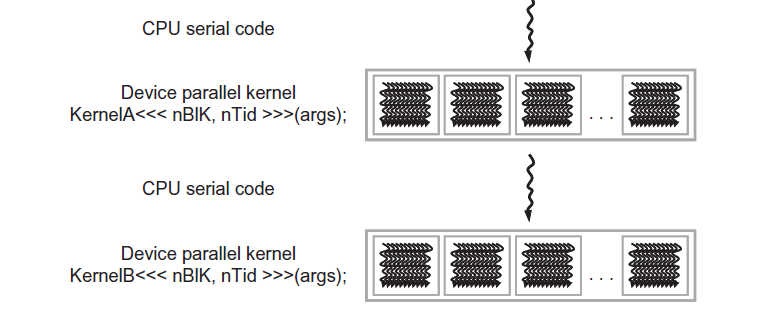 CPU serial code
Device parallel kernel
KernelA<<< nBlK, nTid >>>(args);
. . .
CPU serial code
Device parallel kernel
KernelB<<< nBlK, nTid >>>(args);
. . .